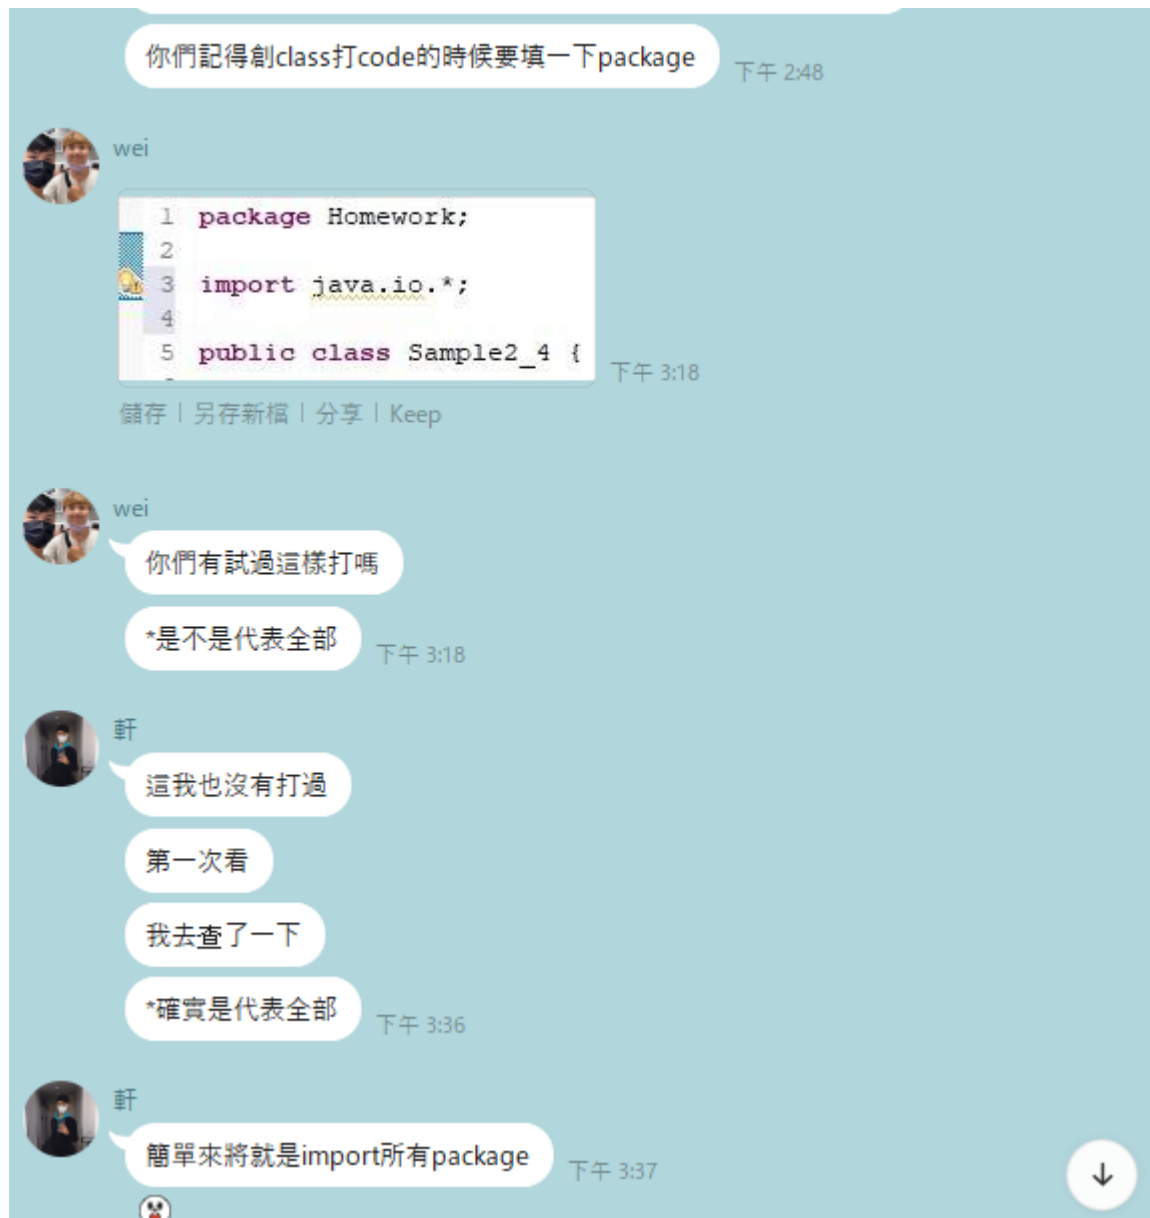 你們記得創class打code的時候要填一下package
下午 2:48
wei
1 package Homework;
2
3 import java.io.*;
4
5 public class Sample2_4 {
下午 3:18
儲存 | 另存新檔 | 分享 | Keep
wei
你們有試過這樣打嗎
*是不是代表全部
下午 3:18
軒
這我也沒有打過
第一次看
我去查了一下
*確實是代表全部
下午 3:36
軒
簡單來將就是import所有package
下午 3:37